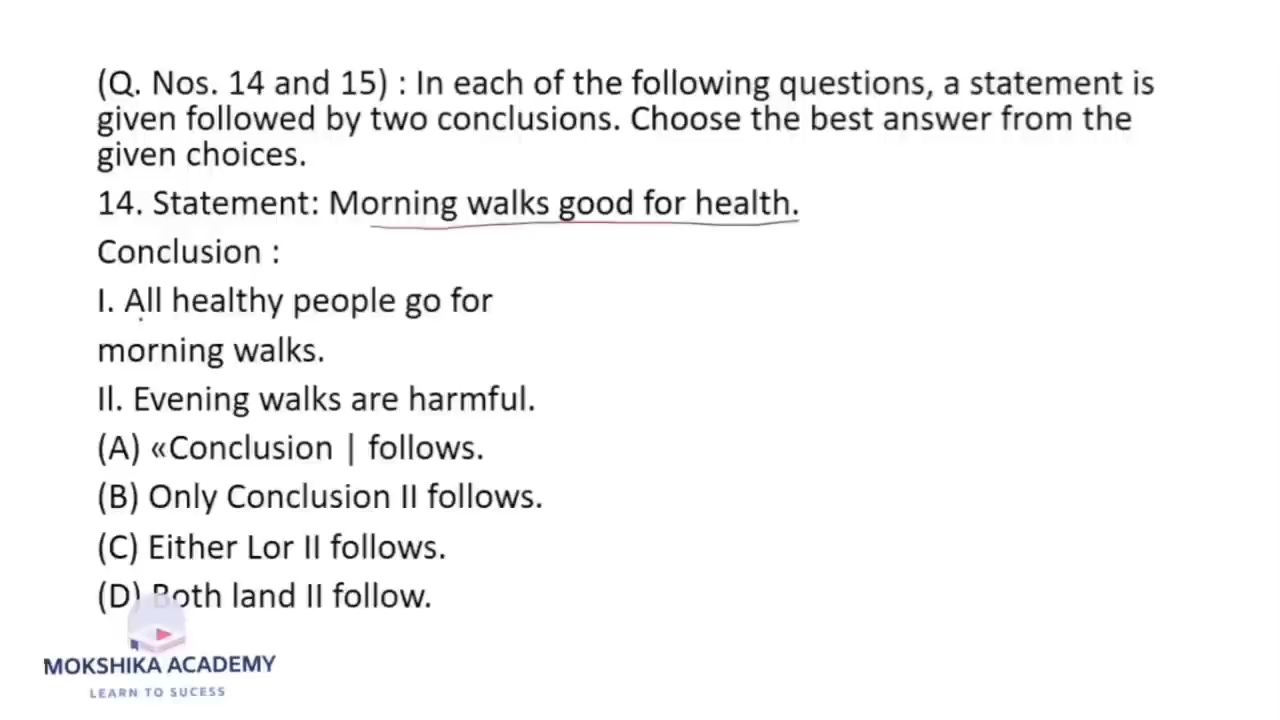 (Q. Nos. 14 and 15) : In each of the following questions, a statement is
given followed by two conclusions. Choose the best answer from the
given choices.
14. Statement: Morning walks good for health.
Conclusion :
I. All healthy people go for
morning walks.
Il. Evening walks are harmful.
(A) «Conclusion | follows.
(B) Only Conclusion II follows.
(C) Either Lor II follows.
(D) Both land II follow.
MOKSHIKA ACADEMY
LEARN TO SUCESS